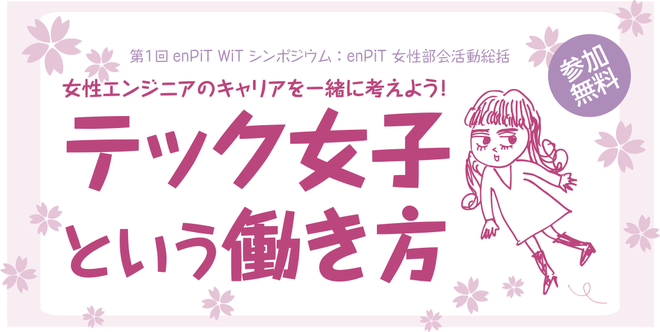 第1回 enPiT WiT シンポジウム：enPiT 女性部会活動総括
女性エンジニアのキャリアを一緒に考えよう!
テック女子
という働き方
参加
無料